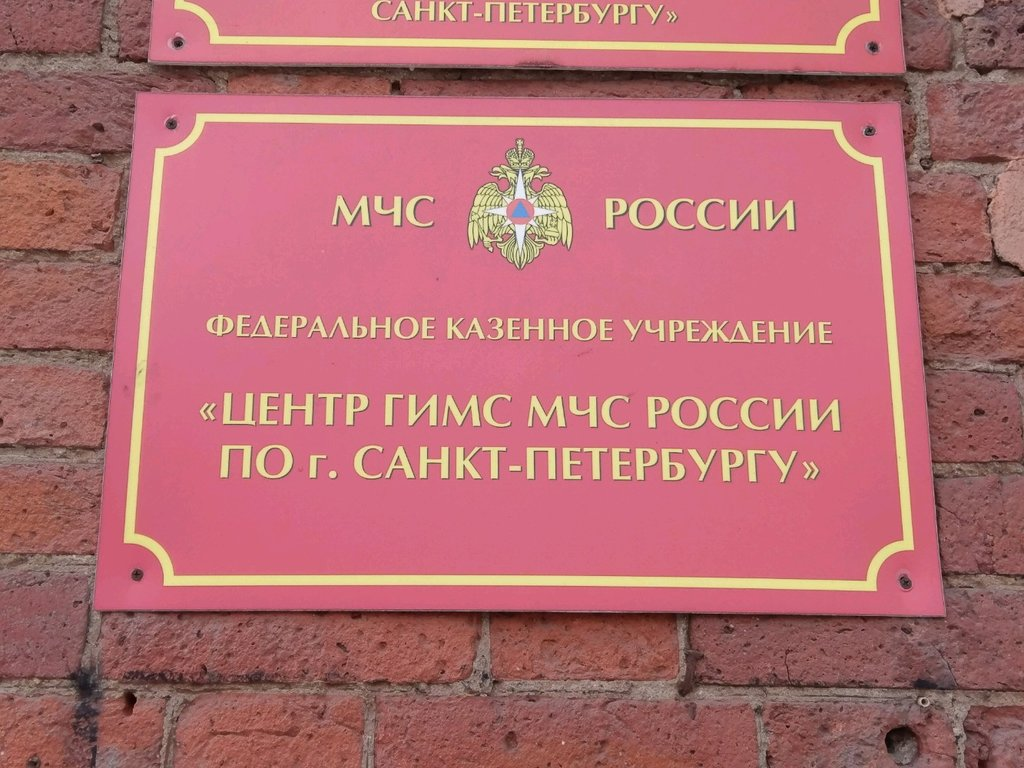 САНКТ-ПЕТЕРБУРГУ»
МЧС РОССИИ
ФЕДЕРАЛЬНОЕ КАЗЕННОЕ УЧРЕЖДЕНИЕ
«ЦЕНТР ГИМС МЧС РОССИИ
ПО г. САНКТ-ПЕТЕРБУРГУ»